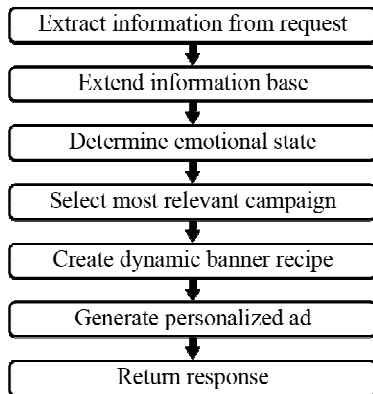 Extract information from request
Extend information base
Determine emotional state
Select most relevant campaign
Create dynamic banner recipe
Generate personalized ad
Return response